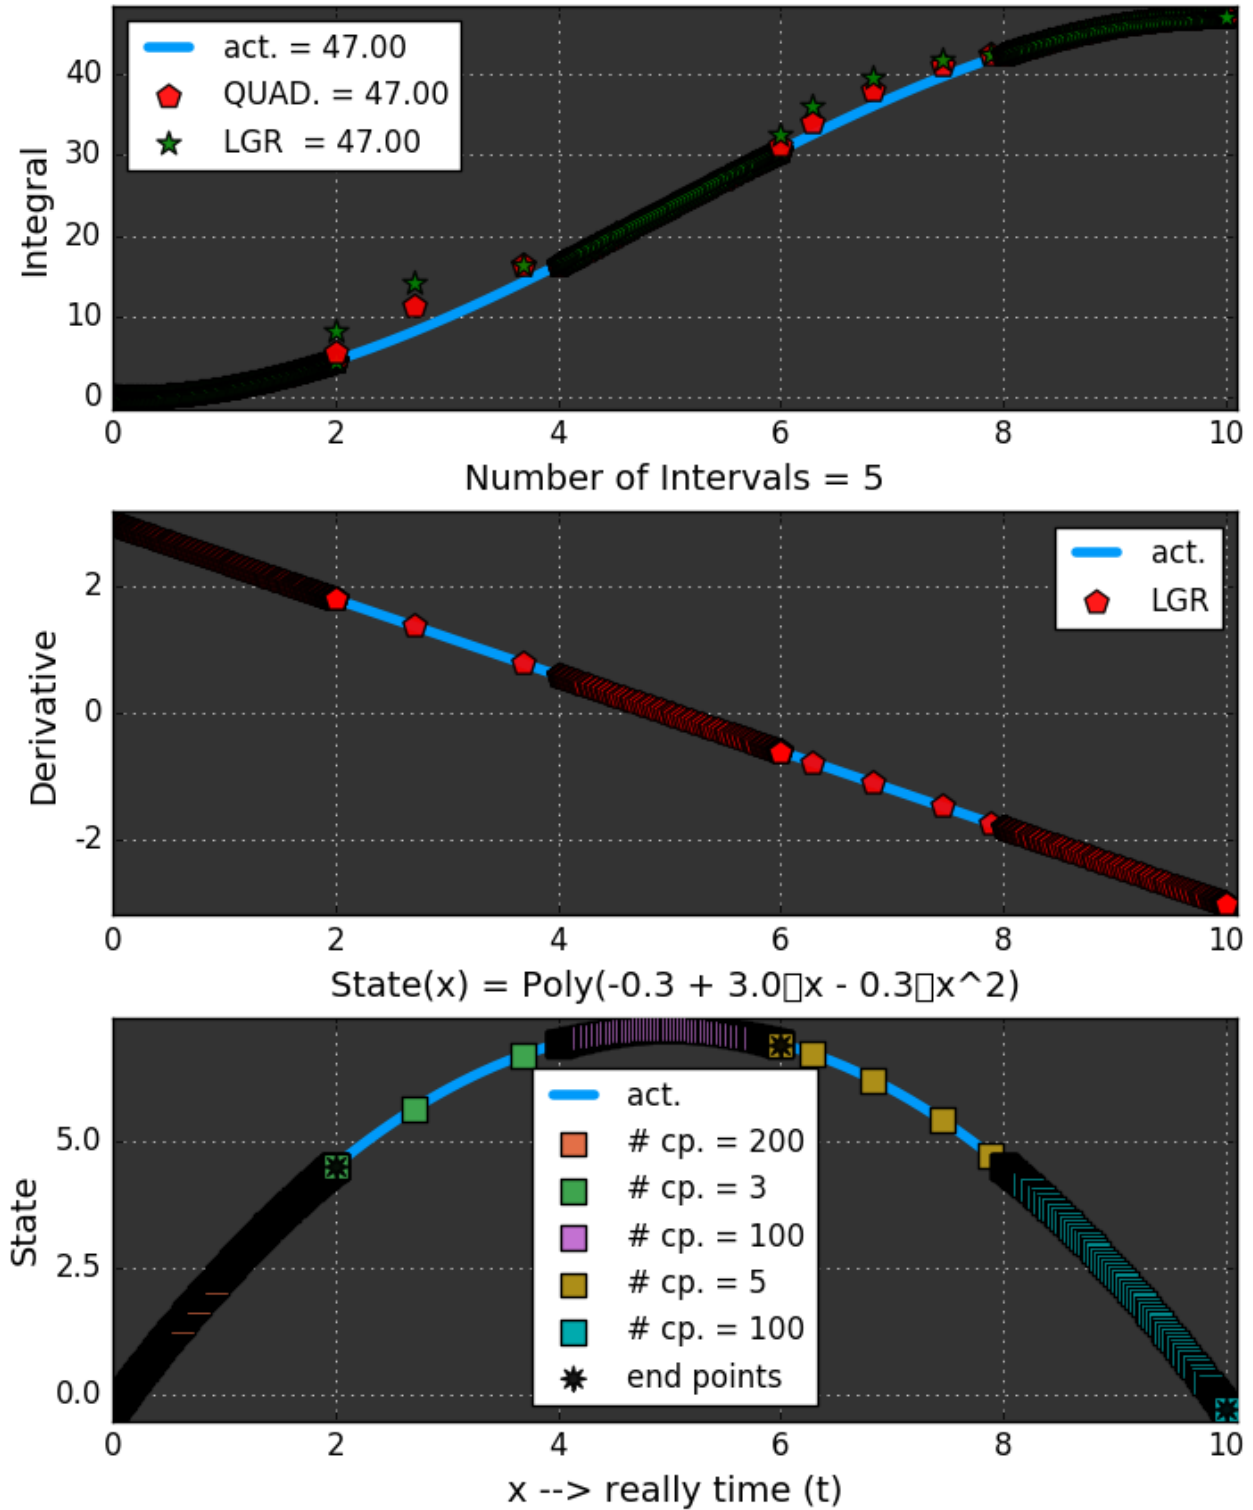 act. = 47.00
QUAD. = 47.00
LGR = 47.00
Integral
40
30
20
10
0
0 2 4 6 8 10
Number of Intervals = 5
act.
LGR
Derivative
2
0
-2
0 2 4 6 8 10
State(x) = Poly(-0.3 + 3.0▯x - 0.3▯x^2)
State
5.0
2.5
0.0
act.
# cp. = 200
# cp. = 3
# cp. = 100
# cp. = 5
# cp. = 100
end points
0 2 4 6 8 10
x --> really time (t)